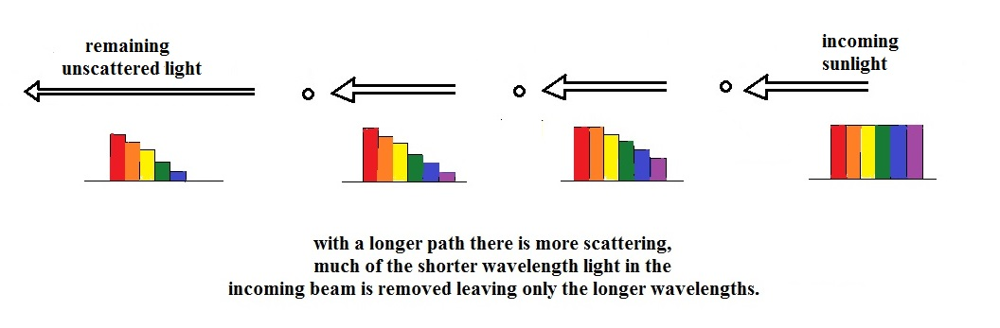 remaining
unscattered light
incoming
sunlight
with a longer path there is more scattering,
much of the shorter wavelength light in the
incoming beam is removed leaving only the longer wavelengths.